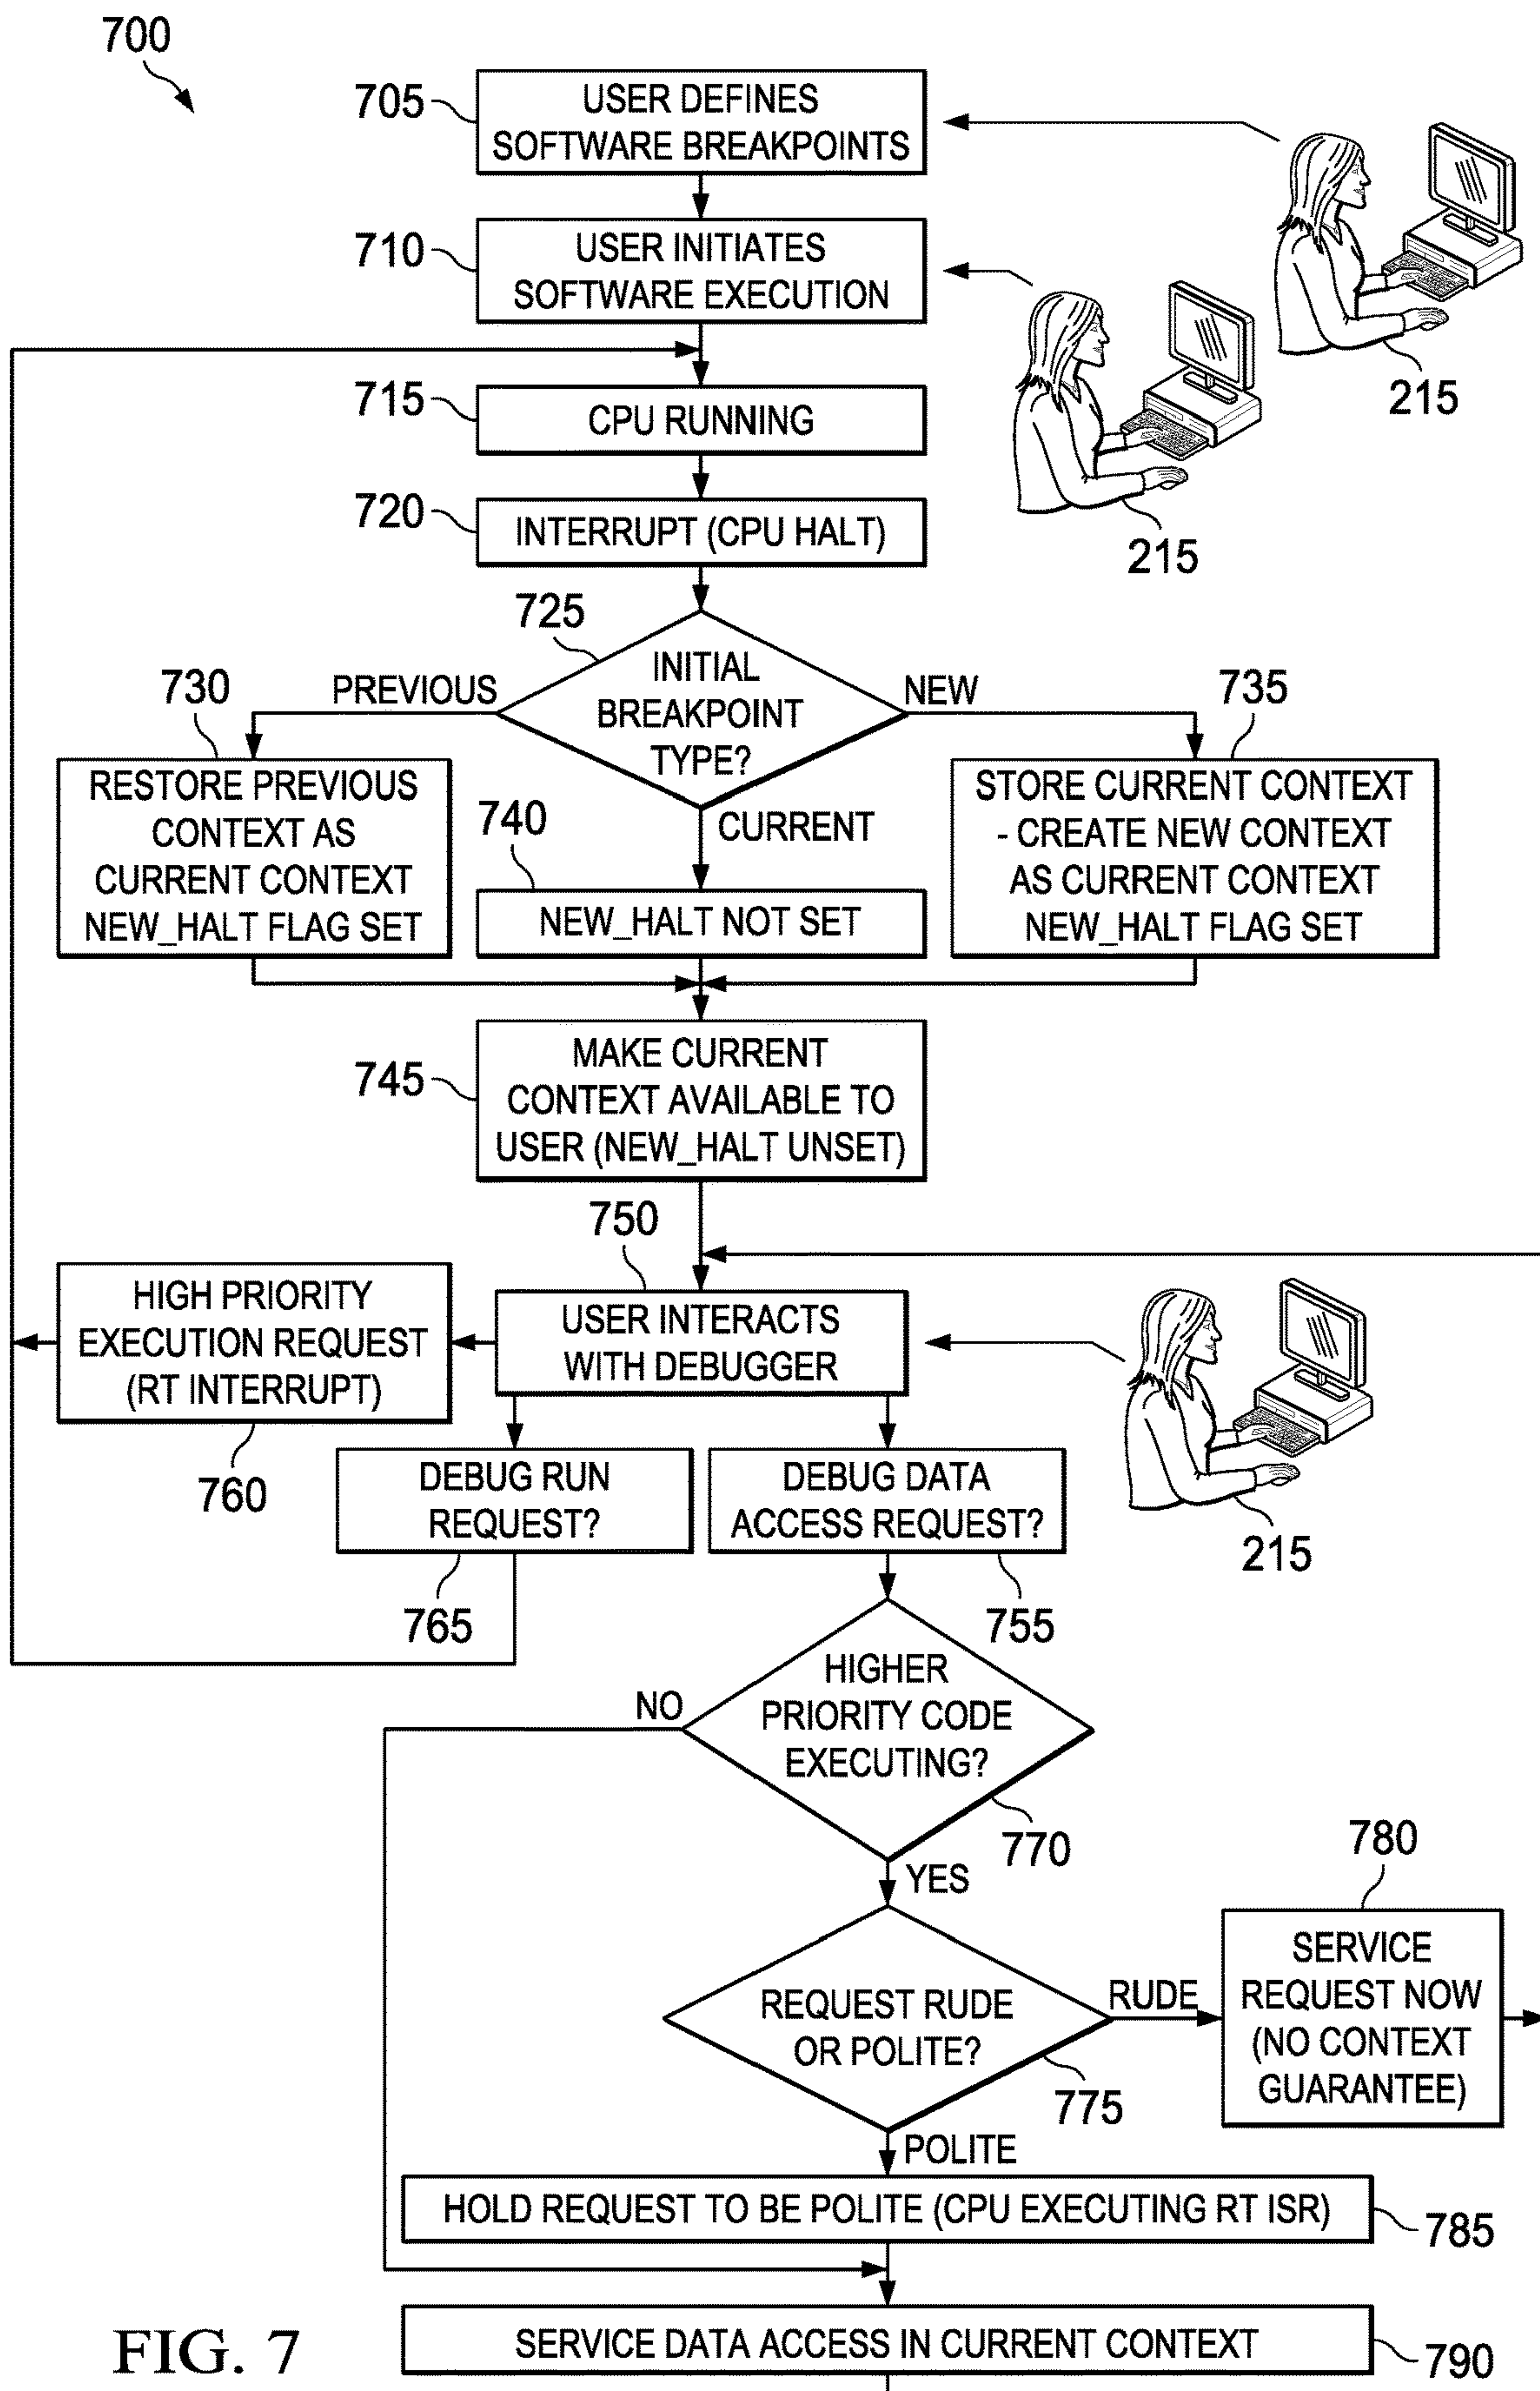 700
705
USER DEFINES
SOFTWARE BREAKPOINTS
710
USER INITIATES
SOFTWARE EXECUTION
215
715
CPU RUNNING
720
INTERRUPT (CPU HALT)
215
725
INITIAL
BREAKPOINT
TYPE?
PREVIOUS
NEW
CURRENT
730
RESTORE PREVIOUS
CONTEXT AS
CURRENT CONTEXT
NEW_HALT FLAG SET
740
NEW_HALT NOT SET
735
STORE CURRENT CONTEXT
- CREATE NEW CONTEXT
AS CURRENT CONTEXT
NEW_HALT FLAG SET
745
MAKE CURRENT
CONTEXT AVAILABLE TO
USER (NEW_HALT UNSET)
750
USER INTERACTS
WITH DEBUGGER
HIGH PRIORITY
EXECUTION REQUEST
(RT INTERRUPT)
760
DEBUG RUN
REQUEST?
765
DEBUG DATA
ACCESS REQUEST?
755
215
HIGHER
PRIORITY CODE
EXECUTING?
770
NO
YES
REQUEST RUDE
OR POLITE?
775
RUDE
780
SERVICE
REQUEST NOW
(NO CONTEXT
GUARANTEE)
POLITE
HOLD REQUEST TO BE POLITE (CPU EXECUTING RT ISR)
785
SERVICE DATA ACCESS IN CURRENT CONTEXT
790
FIG. 7